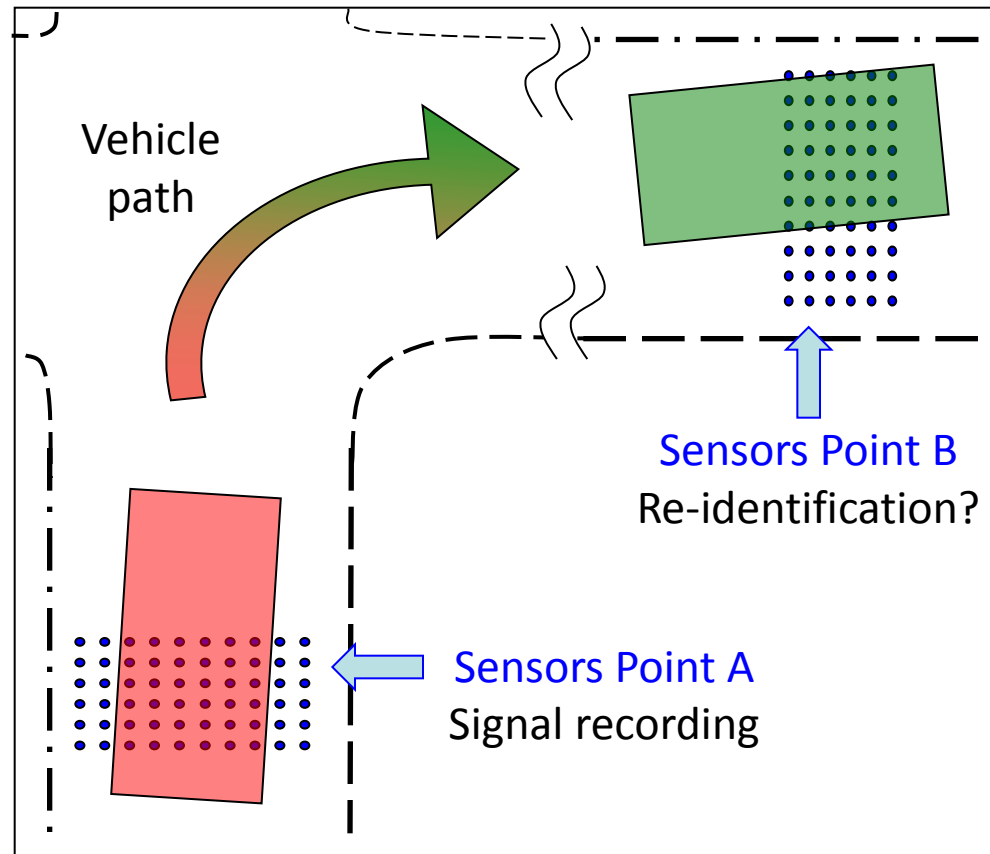 Vehicle
path
Sensors Point B
Re-identification?
Sensors Point A
Signal recording